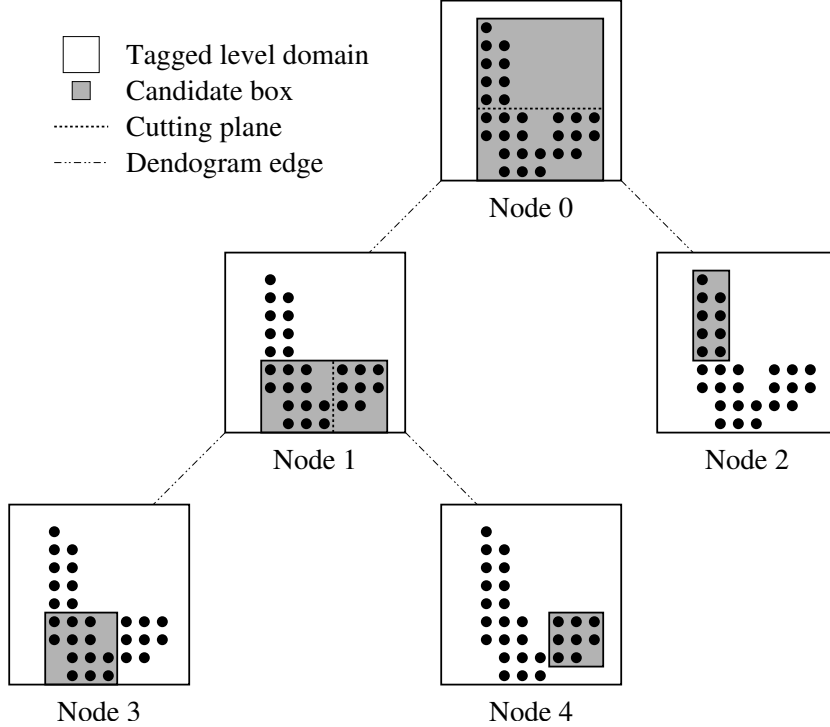 Tagged level domain
Candidate box
Cutting plane
Dendogram edge
Node 0
Node 1
Node 2
Node 3
Node 4